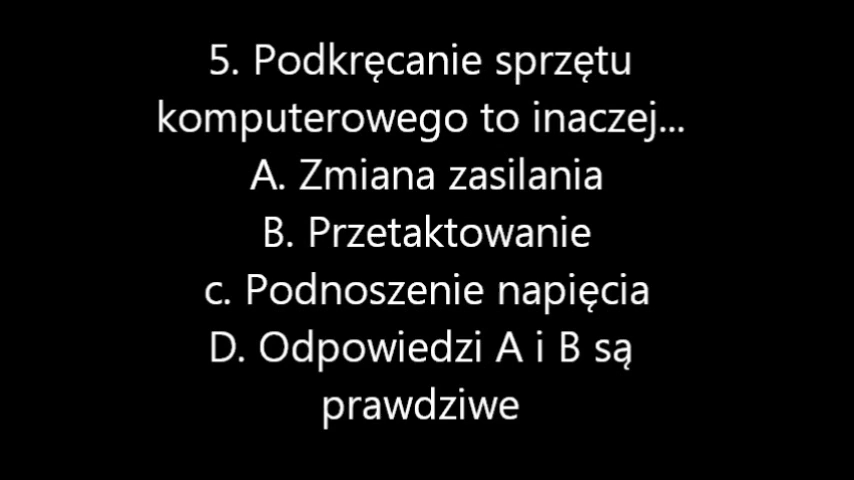 5. Podkręcanie sprzętu
komputerowego to inaczej...
A. Zmiana zasilania
B. Przetaktowanie
c. Podnoszenie napięcia
D. Odpowiedzi A i B są
prawdziwe